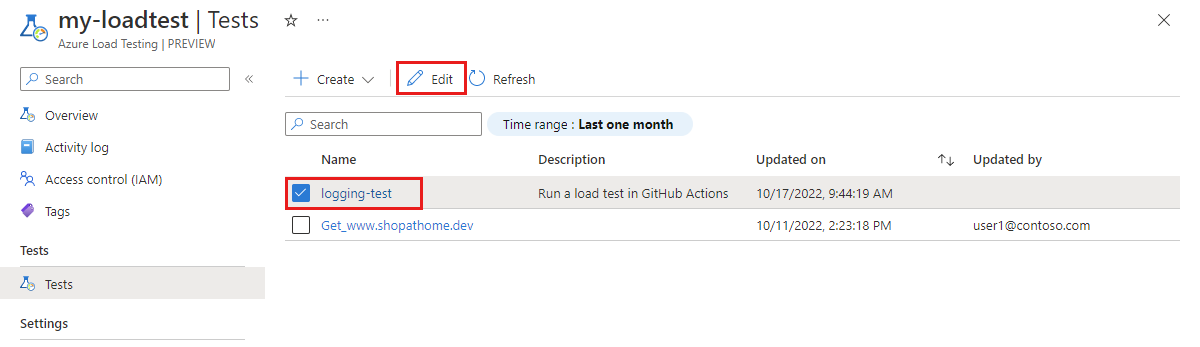 my-loadtest | Tests
Azure Load Testing | PREVIEW
Search
Overview
Activity log
Access control (IAM)
Tags
Tests
Tests
Settings
Create Edit Refresh
Search Time range : Last one month
Name Description Updated on Updated by
logging-test Run a load test in GitHub Actions 10/17/2022, 9:44:19 AM
Get_www.shopathome.dev 10/11/2022, 2:23:18 PM user1@contoso.com